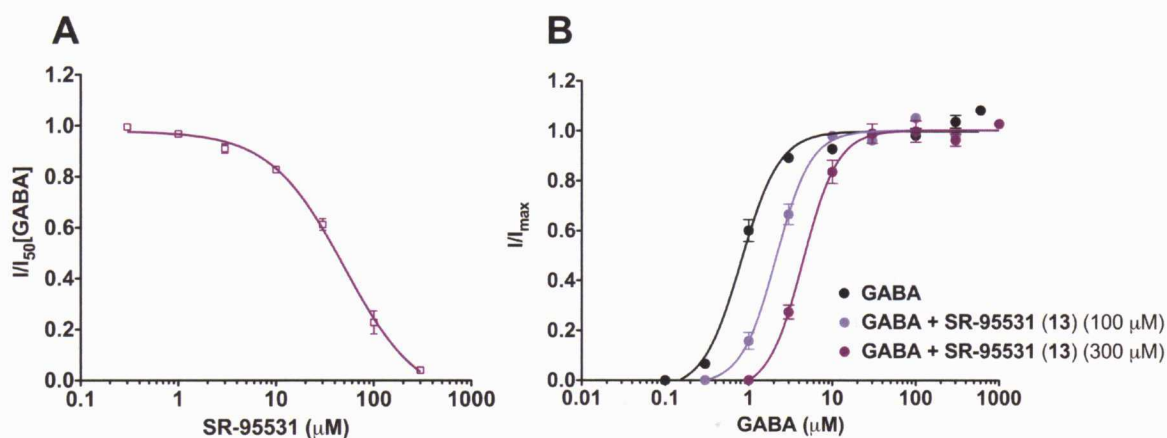 A
1.2
1.0
0.8
0.6
0.4
0.2
0.0
I/I50[GABA]
0.1
1
10
100
1000
SR-95531 (μM)
B
1.2
1.0
0.8
0.6
0.4
0.2
0.0
I/Imax
0.01
0.1
1
10
100
1000
GABA (μM)
GABA
GABA + SR-95531 (13) (100 μM)
GABA + SR-95531 (13) (300 μM)